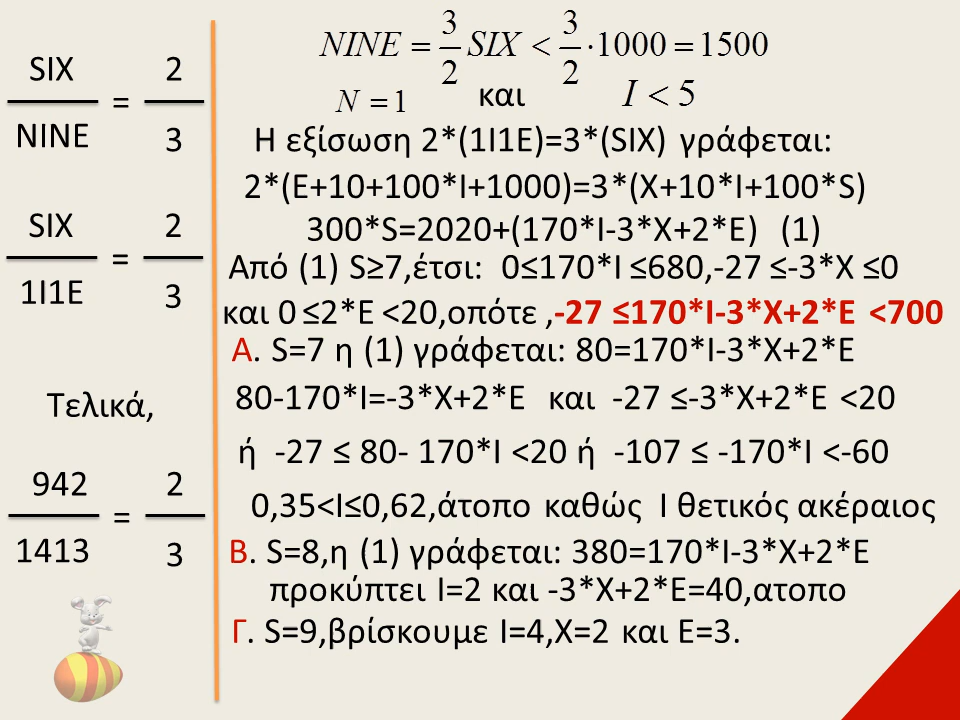 SIX / NINE = 2 / 3
SIX / 1I1E = 2 / 3
Τελικά,
942 / 1413 = 2 / 3
NINE = 3/2 SIX < 3/2 ·1000 = 1500
N = 1 και I < 5
Η εξίσωση 2*(1I1E)=3*(SIX) γράφεται:
2*(E+10+100*I+1000)=3*(X+10*I+100*S)
300*S=2020+(170*I-3*X+2*E) (1)
Από (1) S≥7,έτσι: 0≤170*I ≤680,-27 ≤-3*X ≤0
και 0 ≤2*E <20,οπότε ,-27 ≤170*I-3*X+2*E <700
Α. S=7 η (1) γράφεται: 80=170*I-3*X+2*E
80-170*I=-3*X+2*E και -27 ≤-3*X+2*E <20
ή -27 ≤ 80- 170*I <20 ή -107 ≤ -170*I <-60
0,35<I≤0,62,άτοπο καθώς I θετικός ακέραιος
Β. S=8,η (1) γράφεται: 380=170*I-3*X+2*E
προκύπτει I=2 και -3*X+2*E=40,ατοπο
Γ. S=9,βρίσκουμε I=4,X=2 και E=3.